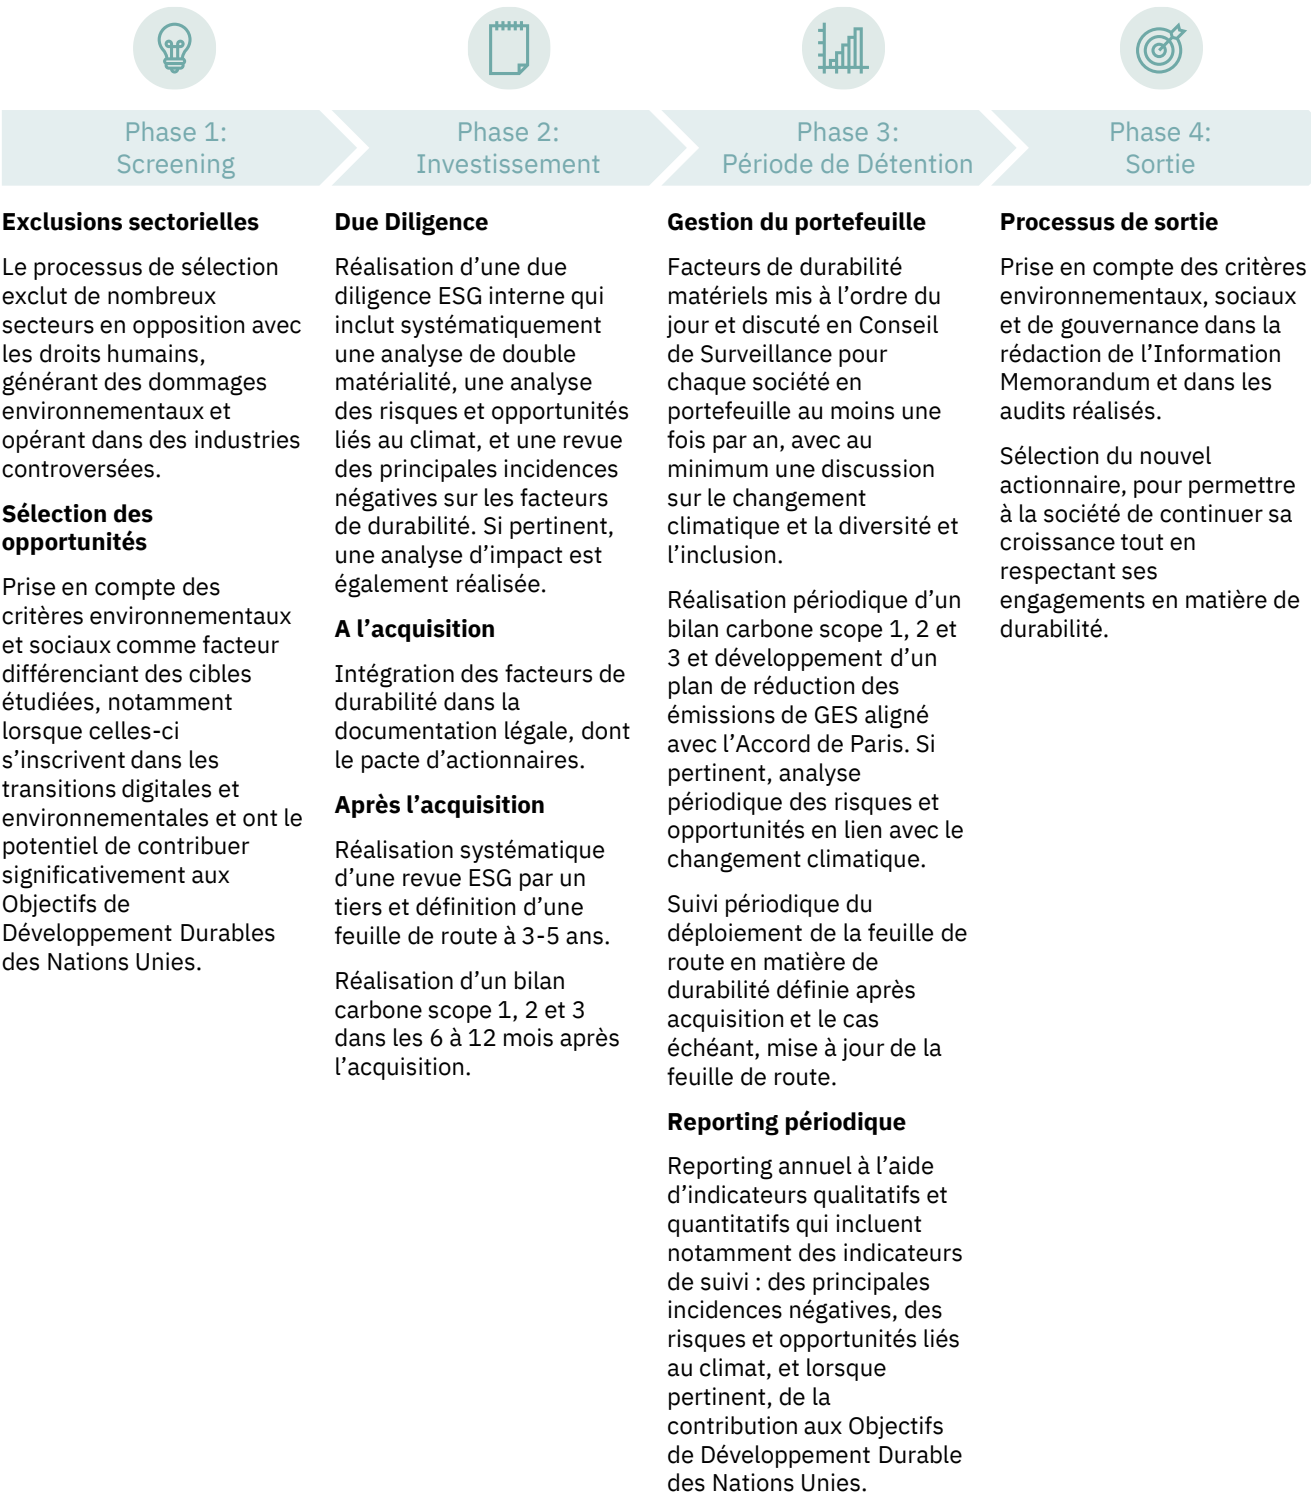 Phase 1:
Screening
Phase 2:
Investissement
Phase 3:
Période de Détention
Phase 4:
Sortie
Exclusions sectorielles
Le processus de sélection
exclut de nombreux
secteurs en opposition avec
les droits humains,
générant des dommages
environnementaux et
opérant dans des industries
controversées.
Sélection des
opportunités
Prise en compte des
critères environnementaux
et sociaux comme facteur
différenciant des cibles
étudiées, notamment
lorsque celles-ci
s’inscrivent dans les
transitions digitales et
environnementales et ont le
potentiel de contribuer
significativement aux
Objectifs de
Développement Durables
des Nations Unies.
Due Diligence
Réalisation d’une due
diligence ESG interne qui
inclut systématiquement
une analyse de double
matérialité, une analyse
des risques et opportunités
liés au climat, et une revue
des principales incidences
négatives sur les facteurs
de durabilité. Si pertinent,
une analyse d’impact est
également réalisée.
A l’acquisition
Intégration des facteurs de
durabilité dans la
documentation légale, dont
le pacte d’actionnaires.
Après l’acquisition
Réalisation systématique
d’une revue ESG par un
tiers et définition d’une
feuille de route à 3-5 ans.
Réalisation d’un bilan
carbone scope 1, 2 et 3
dans les 6 à 12 mois après
l’acquisition.
Gestion du portefeuille
Facteurs de durabilité
matériels mis à l’ordre du
jour et discuté en Conseil
de Surveillance pour
chaque société en
portefeuille au moins une
fois par an, avec au
minimum une discussion
sur le changement
climatique et la diversité et
l’inclusion.
Réalisation périodique d’un
bilan carbone scope 1, 2 et
3 et développement d’un
plan de réduction des
émissions de GES aligné
avec l’Accord de Paris. Si
pertinent, analyse
périodique des risques et
opportunités en lien avec le
changement climatique.
Suivi périodique du
déploiement de la feuille de
route en matière de
durabilité définie après
acquisition et le cas
échéant, mise à jour de la
feuille de route.
Reporting périodique
Reporting annuel à l’aide
d’indicateurs qualitatifs et
quantitatifs qui incluent
notamment des indicateurs
de suivi : des principales
incidences négatives, des
risques et opportunités liés
au climat, et lorsque
pertinent, de la
contribution aux Objectifs
de Développement Durable
des Nations Unies.
Processus de sortie
Prise en compte des critères
environnementaux, sociaux
et de gouvernance dans la
rédaction de l’Information
Memorandum et dans les
audits réalisés.
Sélection du nouvel
actionnaire, pour permettre
à la société de continuer sa
croissance tout en
respectant ses
engagements en matière de
durabilité.